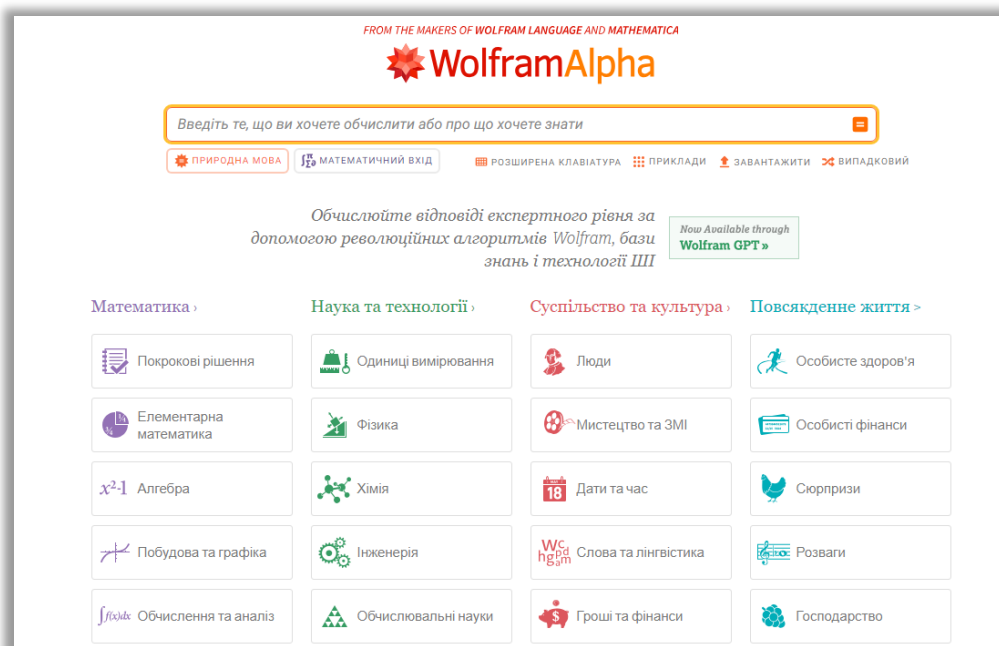 FROM THE MAKERS OF WOLFRAM LANGUAGE AND MATHEMATICA
WolframAlpha
Введіть те, що ви хочете обчислити або про що хочете знати
ПРИРОДНА МОВА
МАТЕМАТИЧНИЙ ВХІД
РОЗШИРЕНА КЛАВІАТУРА
ПРИКЛАДИ
ЗАВАНТАЖИТИ
ВИПАДКОВИЙ
Обчислюйте відповіді експертного рівня за
допомогою революційних алгоритмів Wolfram, бази
знань і технології ШІ
Now Available through
Wolfram GPT »
Математика ›
Покрокові рішення
Елементарна
математика
x²-1 Алгебра
Побудова та графіка
∫f(x)dx Обчислення та аналіз
Наука та технології ›
Одиниці вимірювання
Фізика
Хімія
Інженерія
Обчислювальні науки
Суспільство та культура ›
Люди
Мистецтво та ЗМІ
18 Дати та час
Слова та лінгвістика
Гроші та фінанси
Повсякденне життя >
Особисте здоров'я
Особисті фінанси
Сюрпризи
Розваги
Господарство